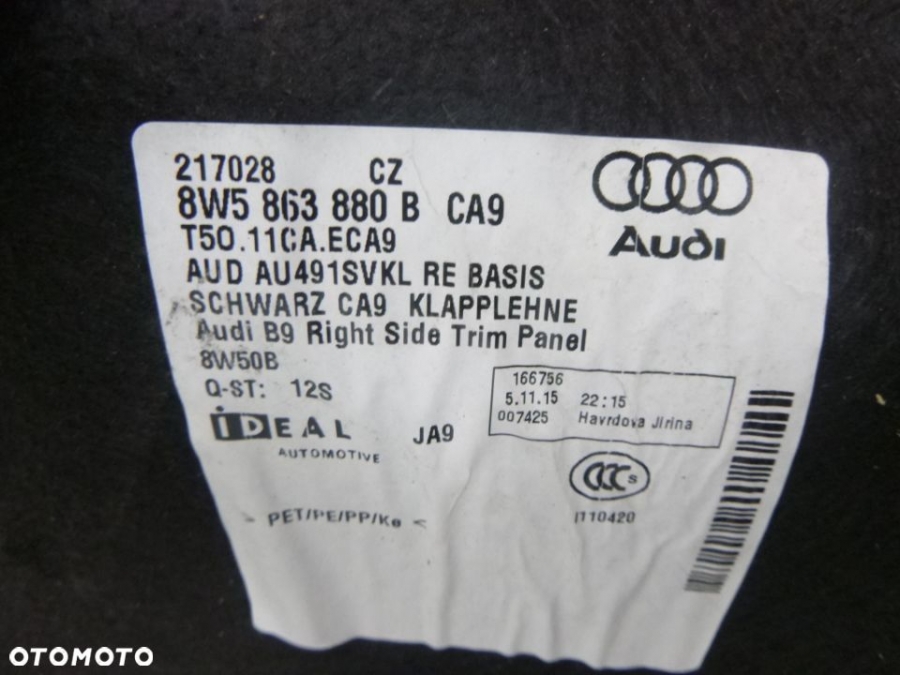 217028 CZ
8W5 863 880 B CA9
T50.11CA.ECA9
AUD AU491SVKL RE BASIS
SCHWARZ CA9 KLAPPLEHNE
Audi B9 Right Side Trim Panel
8W50B
Q-ST: 12S
Audi
166756
5.11.15 22:15
007425 Havrdova Jirina
iDEAL JA9
AUTOMOTIVE
CCC S
I110420
> PET/PE/PP/Ke <
OTOMOTO